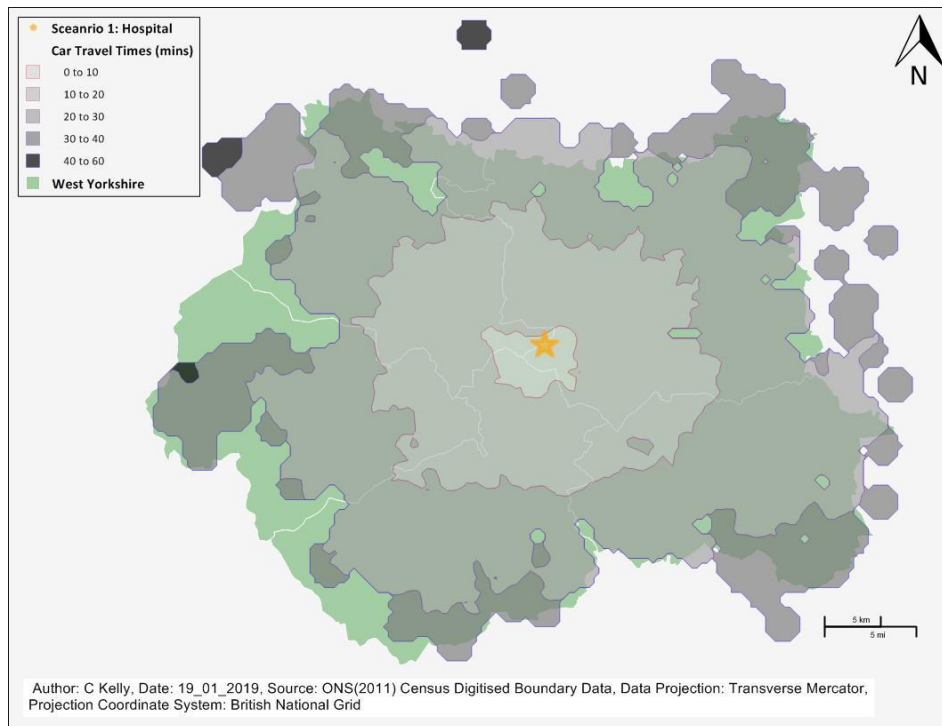 Sceanrio 1: Hospital
Car Travel Times (mins)
0 to 10
10 to 20
20 to 30
30 to 40
40 to 60
West Yorkshire
N
5 km
5 mi
Author: C Kelly, Date: 19_01_2019, Source: ONS(2011) Census Digitised Boundary Data, Data Projection: Transverse Mercator,
Projection Coordinate System: British National Grid